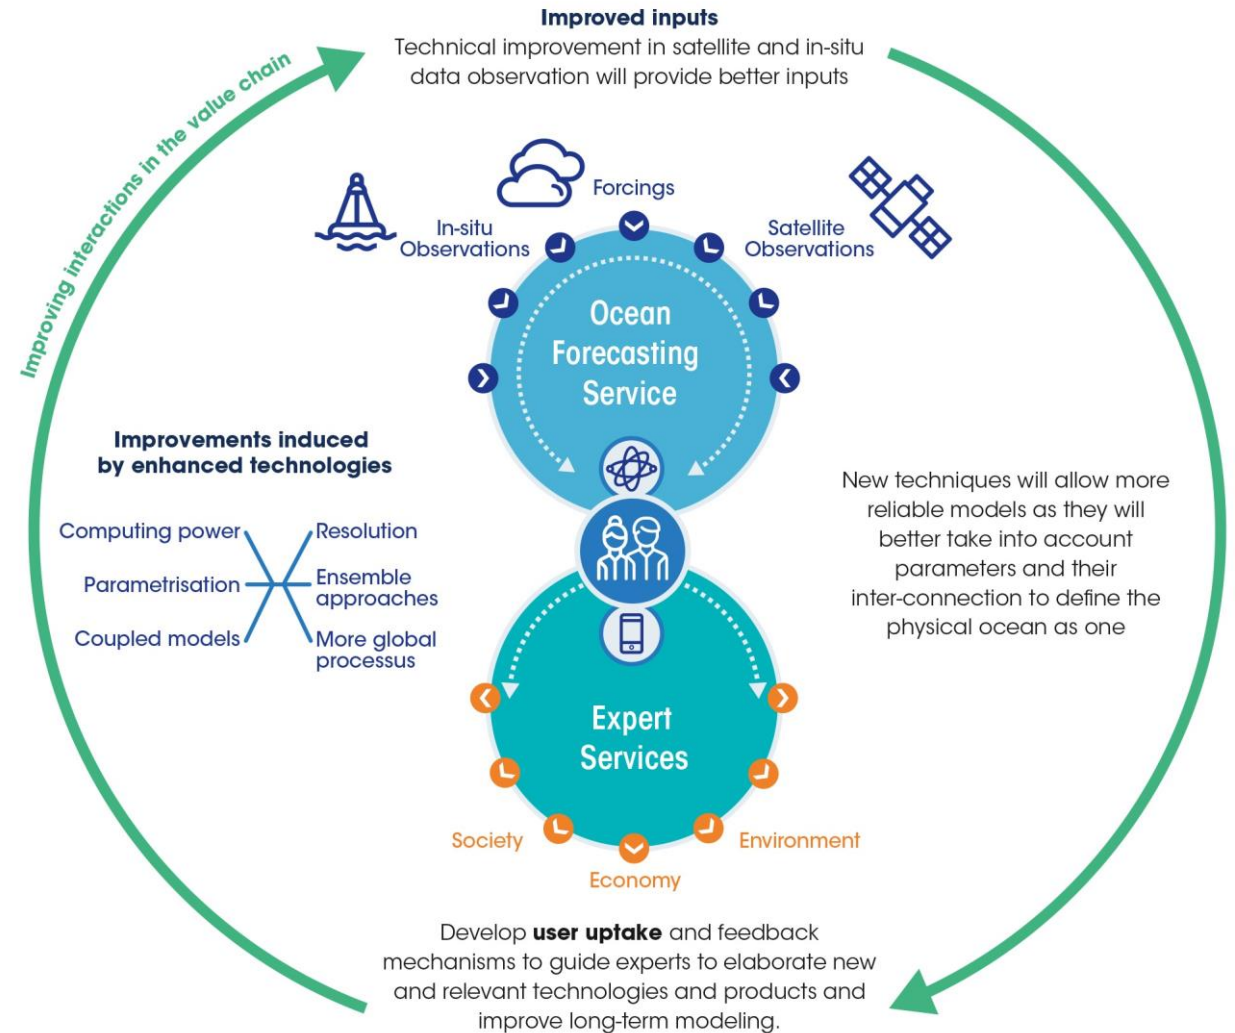 Improved inputs
Technical improvement in satellite and in-situ
data observation will provide better inputs
Improving interactions in the value chain
Forcings
In-situ
Observations
Satellite
Observations
Ocean
Forecasting
Service
Improvements induced
by enhanced technologies
Computing power
Resolution
Parametrisation
Ensemble
approaches
Coupled models
More global
processus
New techniques will allow more
reliable models as they will
better take into account
parameters and their
inter-connection to define the
physical ocean as one
Expert
Services
Society
Environment
Economy
Develop user uptake and feedback
mechanisms to guide experts to elaborate new
and relevant technologies and products and
improve long-term modeling.